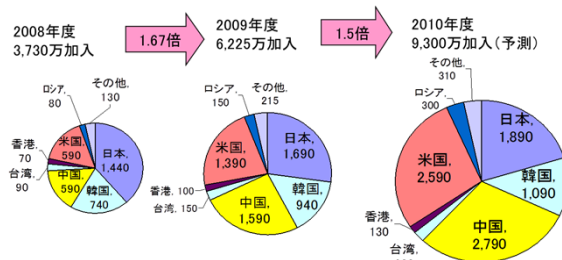 2008年度
3,730万加入
1.67倍
2009年度
6,225万加入
1.5倍
2010年度
9,300万加入(予測)
ロシア,
80
その他,
130
米国,
590
日本,
1,440
香港,
70
台湾,
90
中国,
590
韓国,
740
ロシア,
150
その他,
215
米国,
1,390
日本,
1,690
香港, 100
台湾, 150
中国,
1,590
韓国,
940
その他,
310
ロシア,
300
日本,
1,890
米国,
2,590
韓国,
1,090
香港,
130
台湾,
中国,
2,790